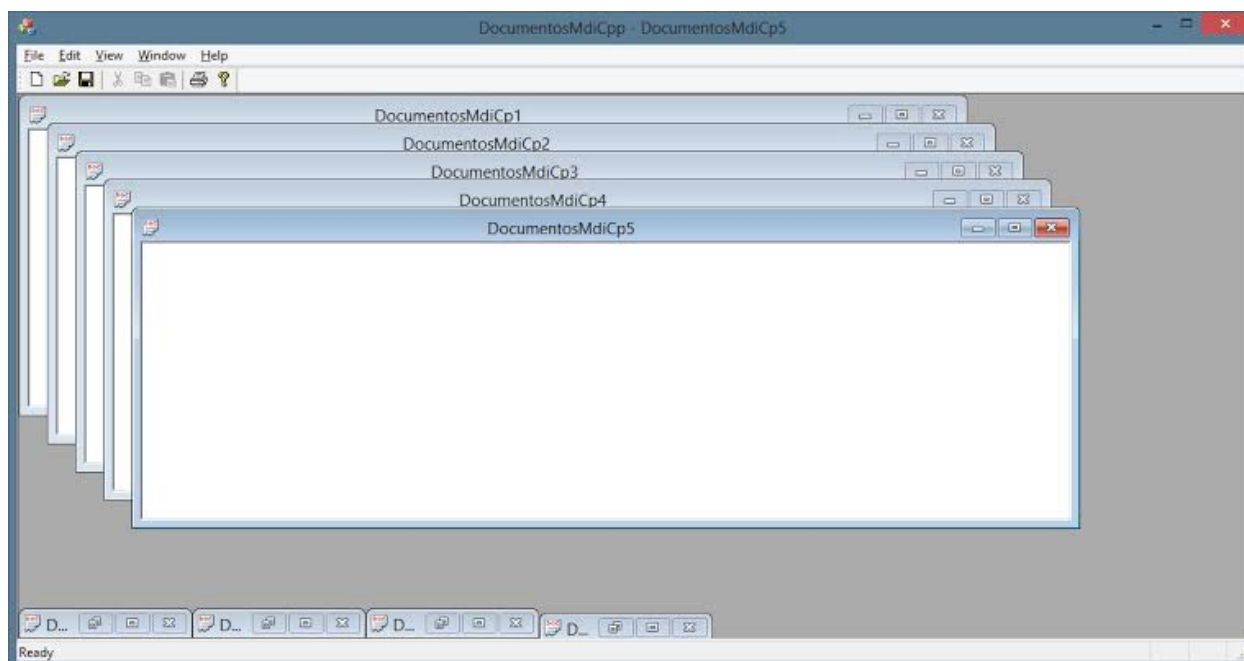 DocumentosMdiCpp - DocumentosMdiCp5
File Edit View Window Help
DocumentosMdiCp1
DocumentosMdiCp2
DocumentosMdiCp3
DocumentosMdiCp4
DocumentosMdiCp5
D... D... D... D...
Ready